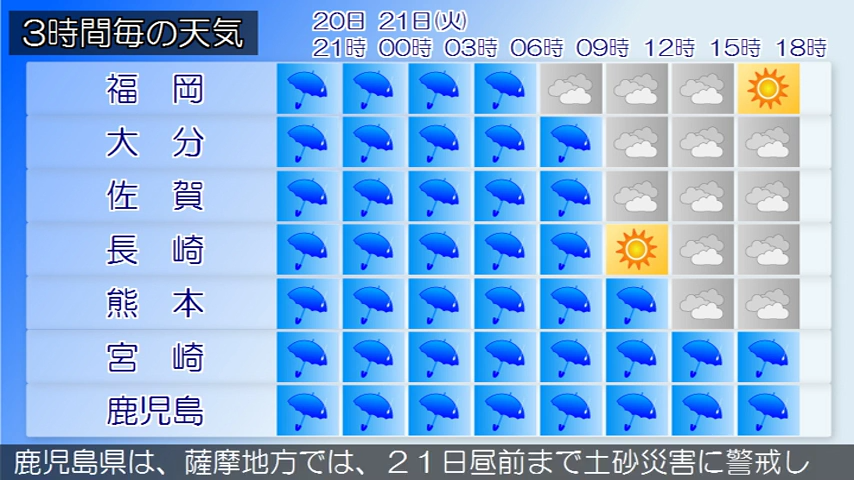 3時間毎の天気
20日 21日(火)
21時 00時 03時 06時 09時 12時 15時 18時
福岡
大分
佐賀
長崎
熊本
宮崎
鹿児島
鹿児島県は、薩摩地方では、２１日昼前まで土砂災害に警戒し